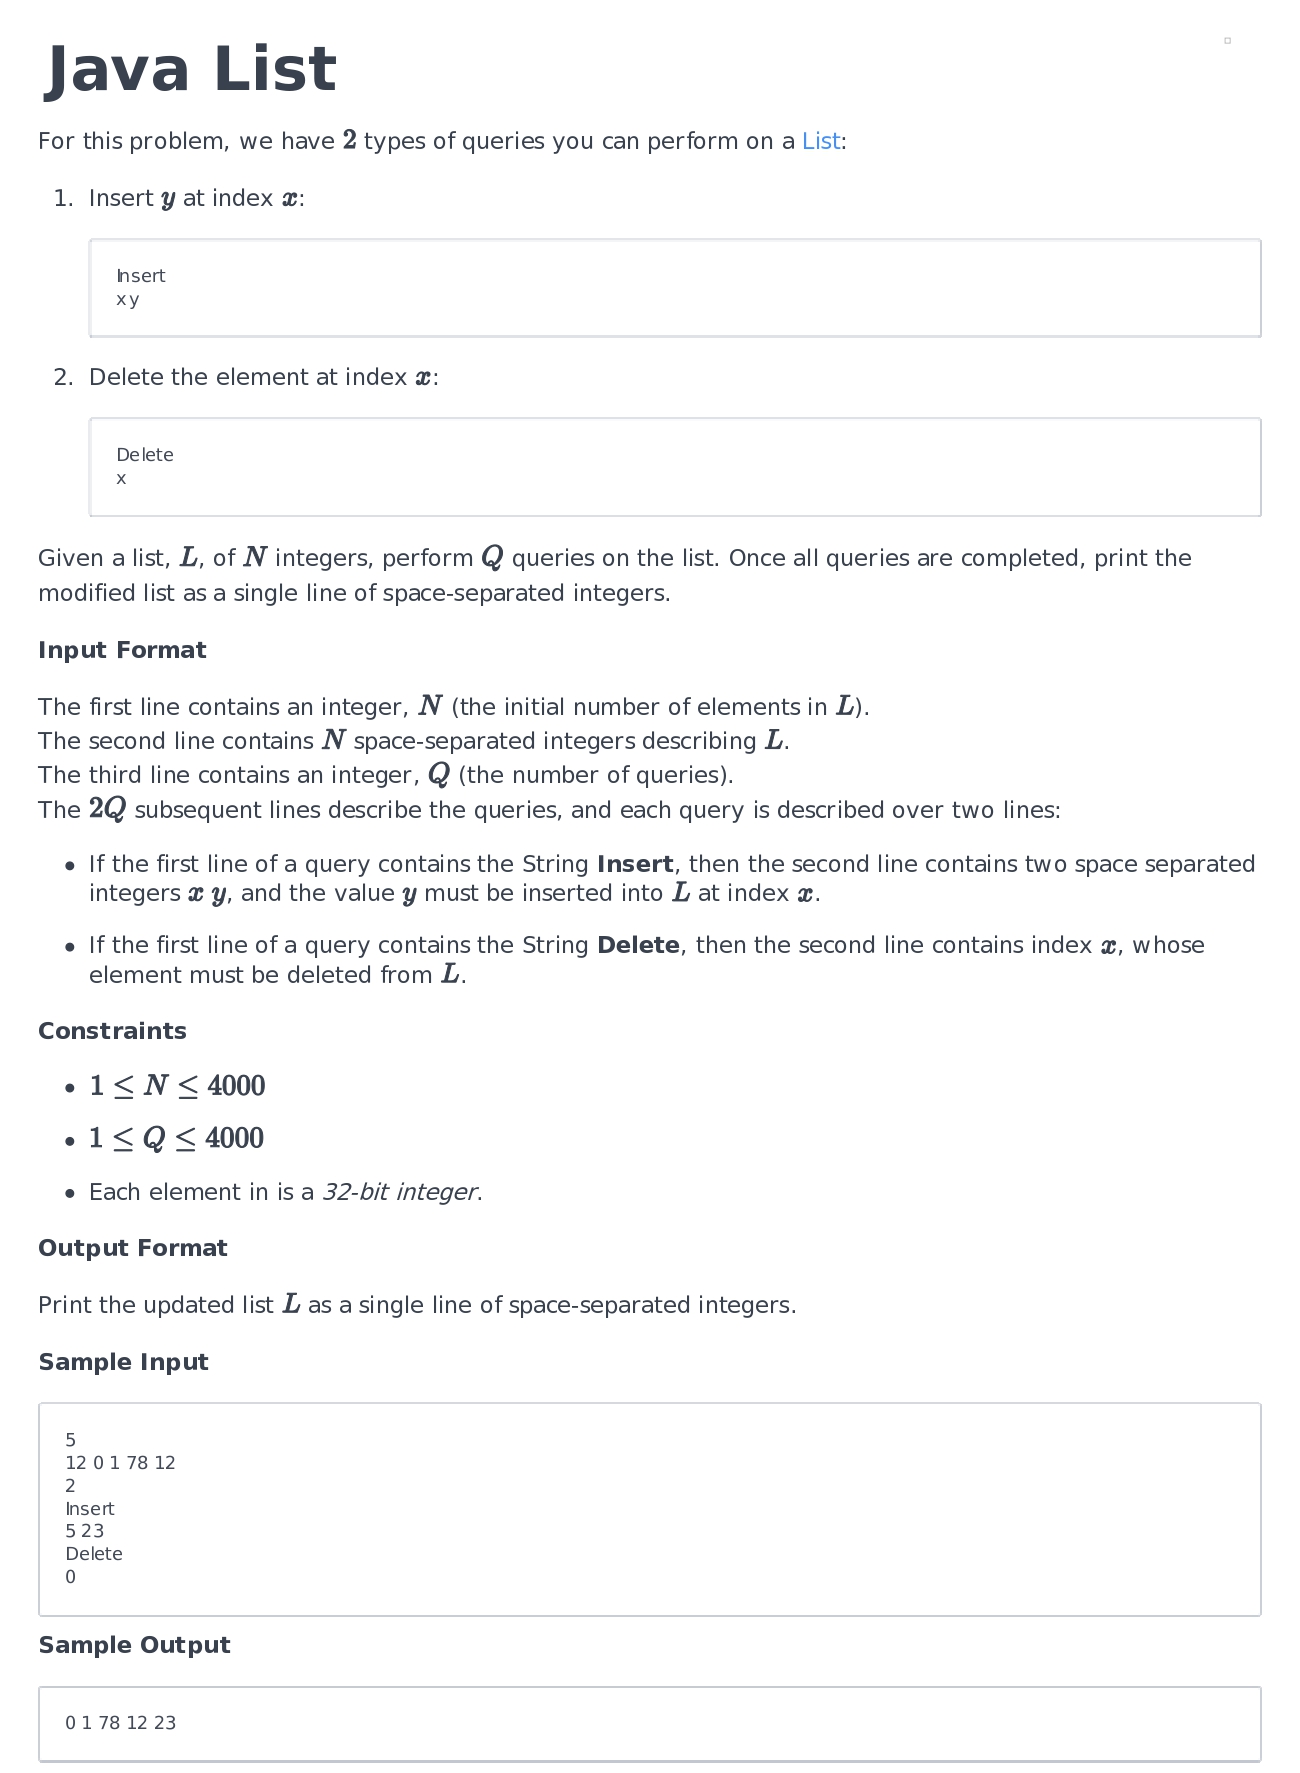 Java List
For this problem, we have 2 types of queries you can perform on a List:
1. Insert y at index x:
Insert
x y
2. Delete the element at index x:
Delete
x
Given a list, L, of N integers, perform Q queries on the list. Once all queries are completed, print the
modified list as a single line of space-separated integers.
Input Format
The first line contains an integer, N (the initial number of elements in L).
The second line contains N space-separated integers describing L.
The third line contains an integer, Q (the number of queries).
The 2Q subsequent lines describe the queries, and each query is described over two lines:
• If the first line of a query contains the String Insert, then the second line contains two space separated
integers x y, and the value y must be inserted into L at index x.
• If the first line of a query contains the String Delete, then the second line contains index x, whose
element must be deleted from L.
Constraints
• 1 ≤ N ≤ 4000
• 1 ≤ Q ≤ 4000
• Each element in is a 32-bit integer.
Output Format
Print the updated list L as a single line of space-separated integers.
Sample Input
5
12 0 1 78 12
2
Insert
5 23
Delete
0
Sample Output
0 1 78 12 23